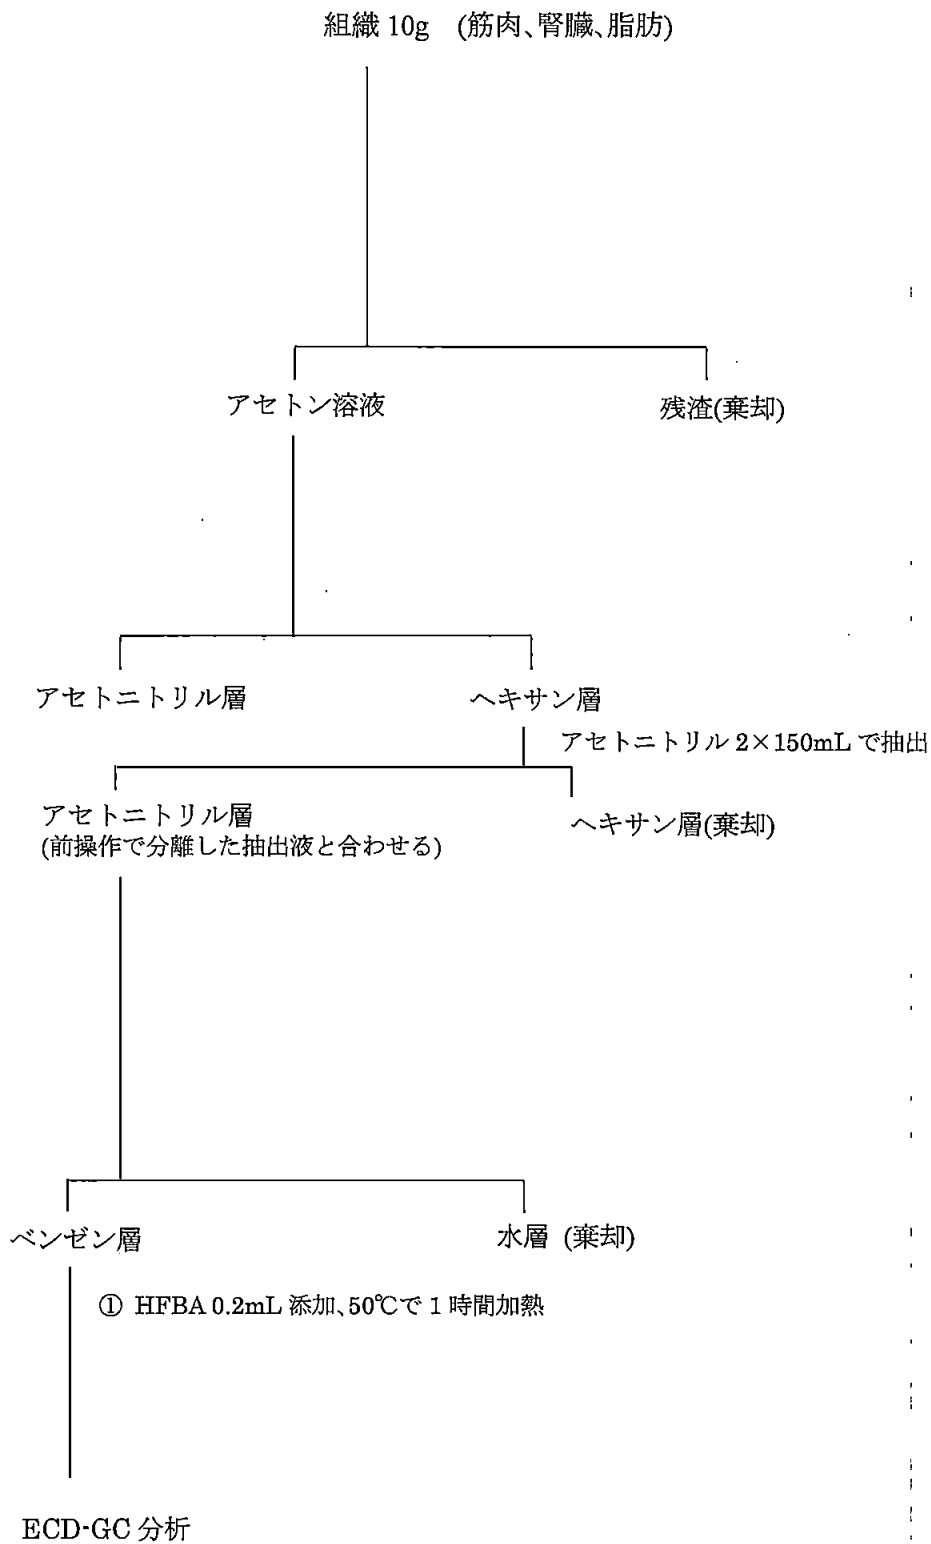 組織 10g (筋肉、腎臓、脂肪)
アセトン溶液
残渣(棄却)
アセトニトリル層
ヘキサン層
アセトニトリル 2×150mL で抽出
アセトニトリル層
(前操作で分離した抽出液と合わせる)
ヘキサン層(棄却)
ベンゼン層
水層 (棄却)
① HFBA 0.2mL 添加、50℃で 1 時間加熱
ECD-GC 分析